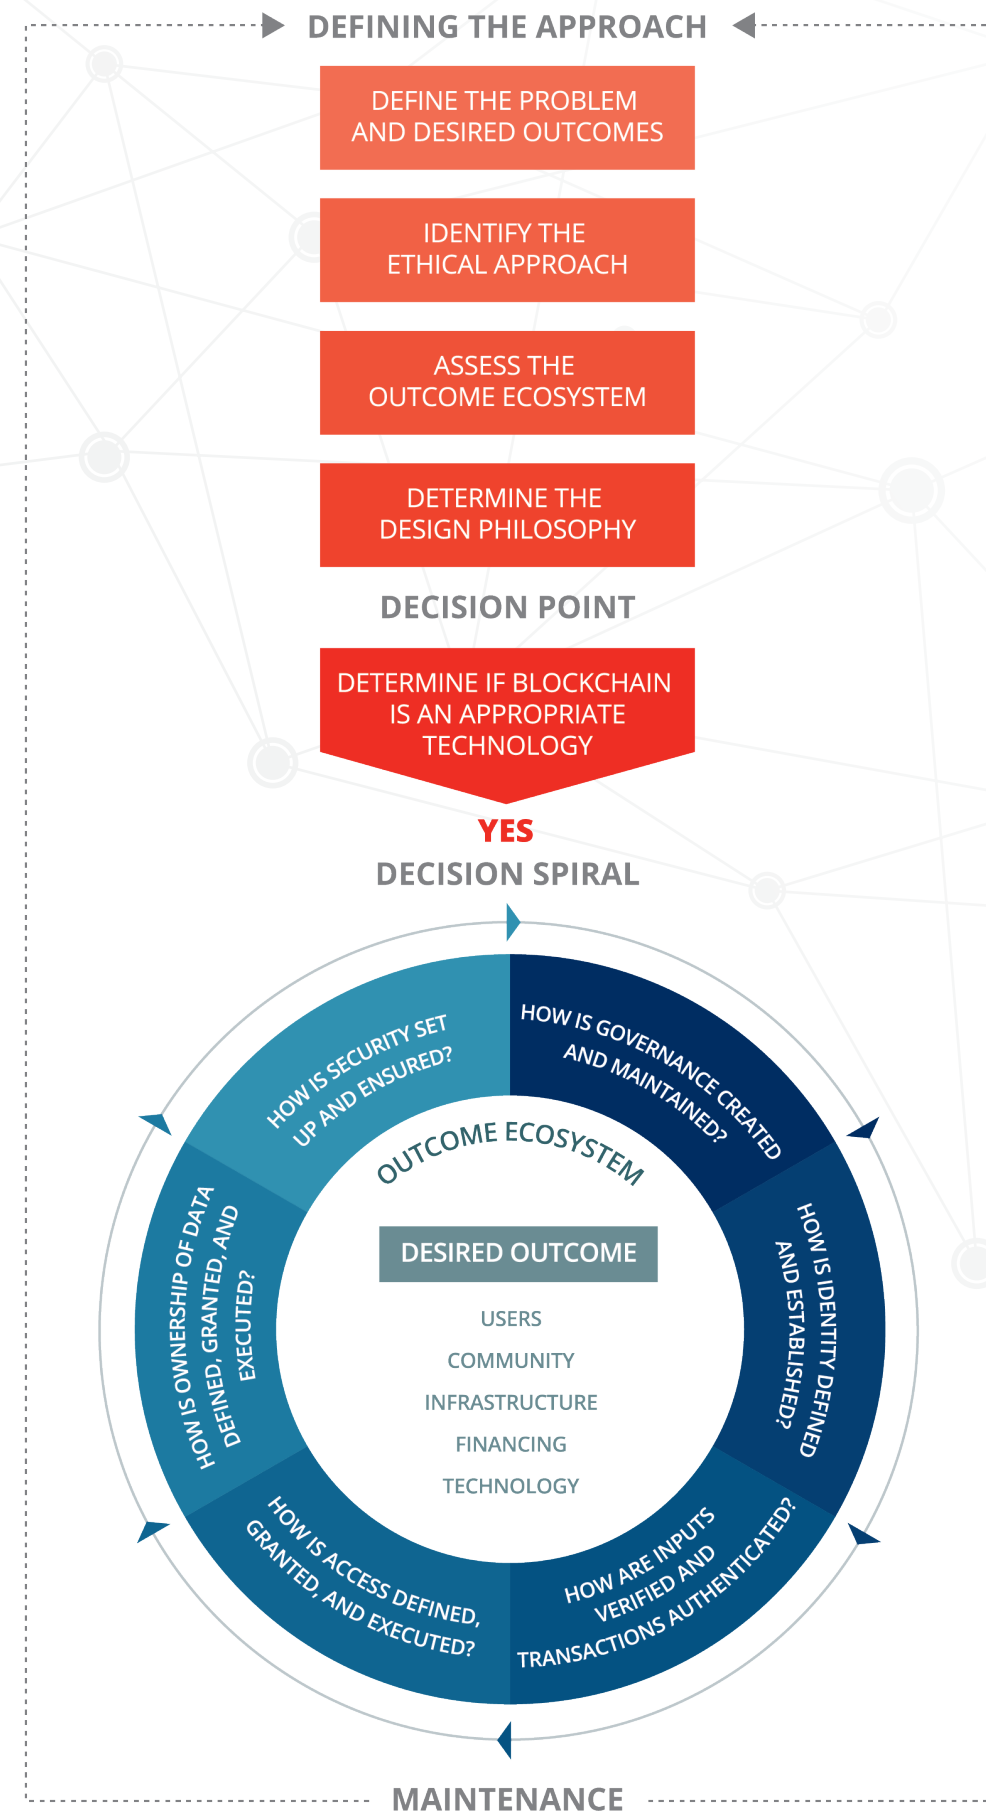 DEFINING THE APPROACH
DEFINE THE PROBLEM
AND DESIRED OUTCOMES
IDENTIFY THE
ETHICAL APPROACH
ASSESS THE
OUTCOME ECOSYSTEM
DETERMINE THE
DESIGN PHILOSOPHY
DECISION POINT
DETERMINE IF BLOCKCHAIN
IS AN APPROPRIATE
TECHNOLOGY
YES
DECISION SPIRAL
HOW IS GOVERNANCE CREATED
AND MAINTAINED?
HOW IS IDENTITY DEFINED
AND ESTABLISHED?
HOW ARE INPUTS
VERIFIED AND
TRANSACTIONS AUTHENTICATED?
HOW IS ACCESS DEFINED,
GRANTED, AND EXECUTED?
HOW IS OWNERSHIP OF DATA
DEFINED, GRANTED, AND
EXECUTED?
HOW IS SECURITY SET
UP AND ENSURED?
OUTCOME ECOSYSTEM
DESIRED OUTCOME
USERS
COMMUNITY
INFRASTRUCTURE
FINANCING
TECHNOLOGY
MAINTENANCE